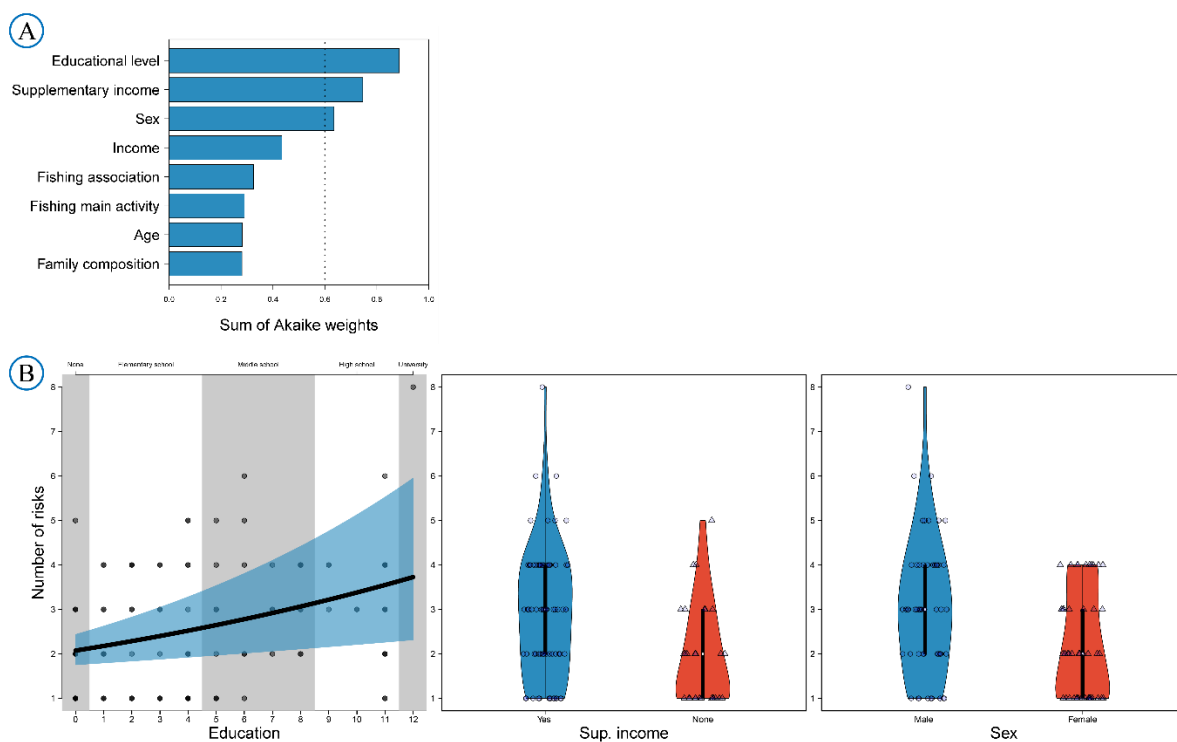 A
Educational level
Supplementary income
Sex
Income
Fishing association
Fishing main activity
Age
Family composition
0.0 0.2 0.4 0.6 0.8 1.0
Sum of Akaike weights
B
None Elementary school Middle school High school University
Number of risks
8
7
6
5
4
3
2
1
0 1 2 3 4 5 6 7 8 9 10 11 12
Education
8
7
6
5
4
3
2
1
Yas None
Sup. income
8
7
6
5
4
3
2
1
Male Female
Sex